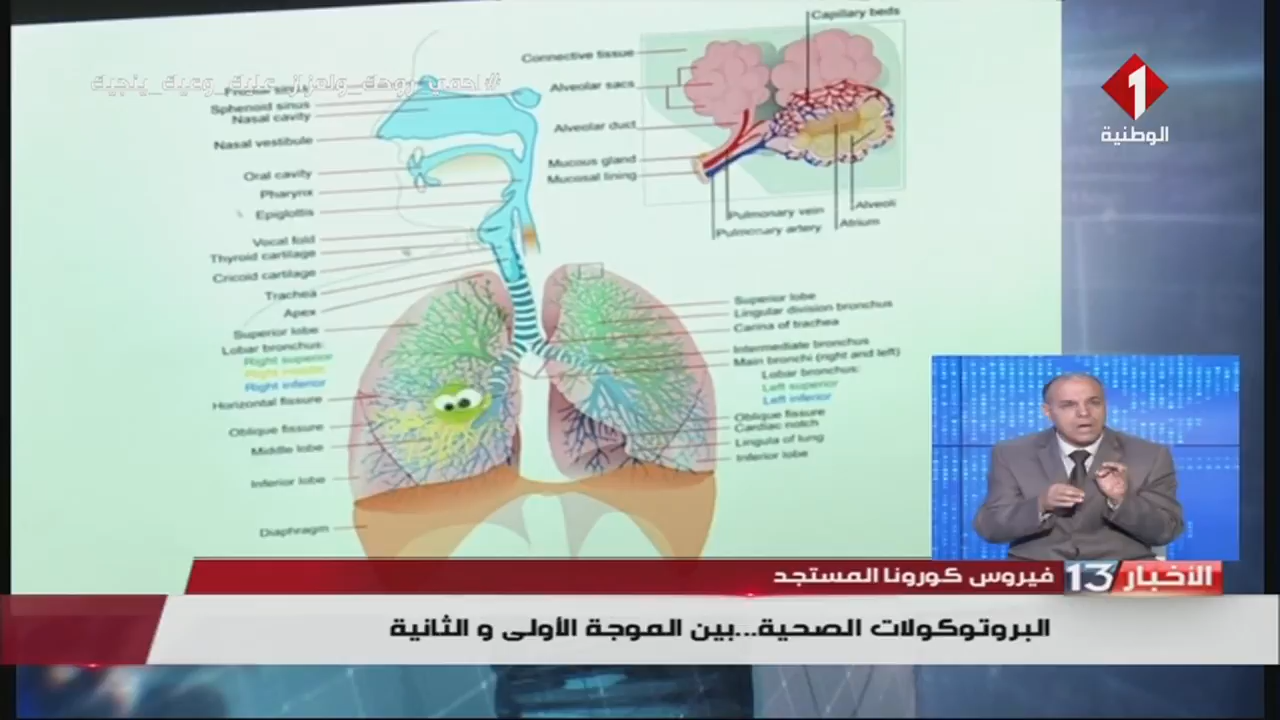 #احمي_روحك_ولعزاز_عليك_وعيك_ينجيك
1
الوطنية
Capillary beds
Connective tissue
Alveolar sacs
Alveolar duct
Mucous gland
Mucosal lining
Pulmonary vein
Pulmonary artery
Alveoli
Atrium
Sphenoid sinus
Nasal cavity
Nasal vestibule
Oral cavity
Pharynx
Epiglottis
Vocal fold
Thyroid cartilage
Cricoid cartilage
Trachea
Apex
Superior lobe
Lobar bronchus:
Right superior
Right middle
Right inferior
Horizontal fissure
Oblique fissure
Middle lobe
Inferior lobe
Diaphragm
Superior lobe
Lingular division bronchus
Carina of trachea
Intermediate bronchus
Main bronchi (right and left)
Lobar bronchus:
Left superior
Left inferior
Oblique fissure
Cardiac notch
Lingula of lung
Inferior lobe
الأخبار 13 فيروس كورونا المستجد
البروتوكولات الصحية...بين الموجة الأولى و الثانية